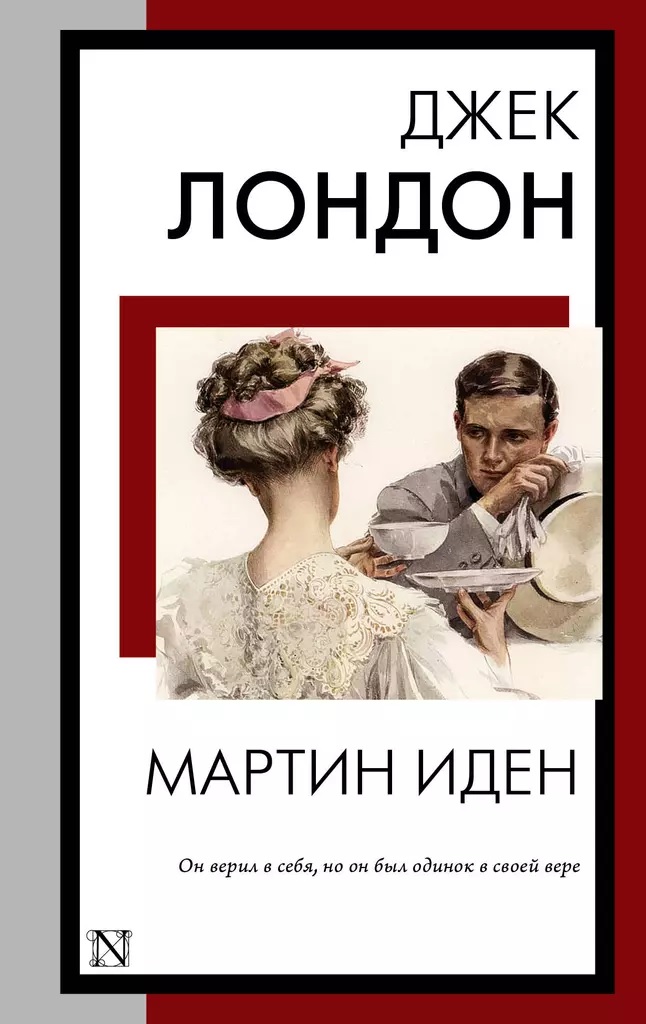 ДЖЕК
ЛОНДОН
МАРТИН ИДЕН
Он верил в себя, но он был одинок в своей вере
N